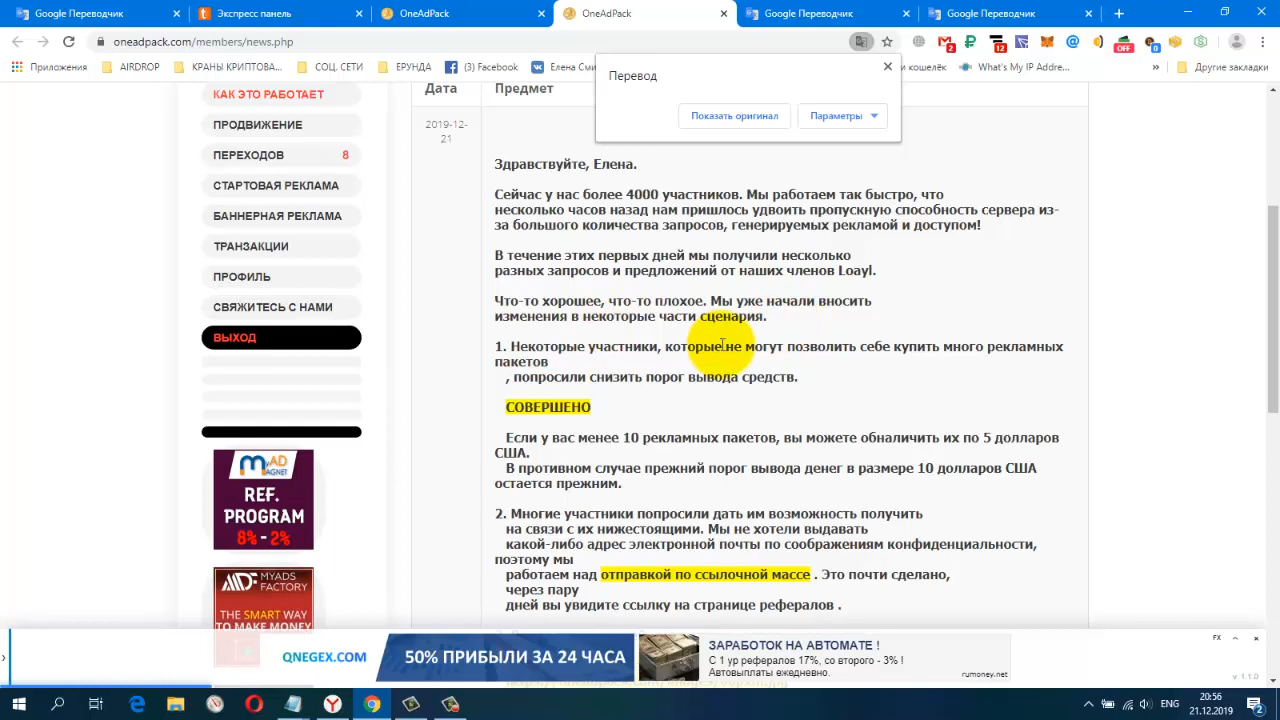 Google Переводчик
Экспресс панель
OneAdPack
OneAdPack
Google Переводчик
Google Переводчик
oneadpack.com/members/news.php
2
12
OFF
0
Приложения
AIRDROP
КРАНЫ КРИПТОВА...
СОЦ. СЕТИ
ЕРУНДА
(3) Facebook
Елена Сми
кошелёк
What's My IP Addre...
»
Другие закладки
Перевод
Показать оригинал
Параметры
КАК ЭТО РАБОТАЕТ
ПРОДВИЖЕНИЕ
ПЕРЕХОДОВ 8
СТАРТОВАЯ РЕКЛАМА
БАННЕРНАЯ РЕКЛАМА
ТРАНЗАКЦИИ
ПРОФИЛЬ
СВЯЖИТЕСЬ С НАМИ
ВЫХОД
MyAD MAGNET
REF.
PROGRAM
8% - 2%
MYADS
FACTORY
THE SMART WAY
TO MAKE MONEY
Дата Предмет
2019-12-
21
Здравствуйте, Елена.
Сейчас у нас более 4000 участников. Мы работаем так быстро, что
несколько часов назад нам пришлось удвоить пропускную способность сервера из-
за большого количества запросов, генерируемых рекламой и доступом!
В течение этих первых дней мы получили несколько
разных запросов и предложений от наших членов Loayl.
Что-то хорошее, что-то плохое. Мы уже начали вносить
изменения в некоторые части сценария.
1. Некоторые участники, которые не могут позволить себе купить много рекламных
пакетов
, попросили снизить порог вывода средств.
СОВЕРШЕНО
Если у вас менее 10 рекламных пакетов, вы можете обналичить их по 5 долларов
США.
В противном случае прежний порог вывода денег в размере 10 долларов США
остается прежним.
2. Многие участники попросили дать им возможность получить
на связи с их нижестоящими. Мы не хотели выдавать
какой-либо адрес электронной почты по соображениям конфиденциальности,
поэтому мы
работаем над отправкой по ссылочной массе . Это почти сделано,
через пару
дней вы увидите ссылку на странице рефералов .
QNEGEX.COM
50% ПРИБЫЛИ ЗА 24 ЧАСА
ЗАРАБОТОК НА АВТОМАТЕ !
С 1 ур рефералов 17%, со второго - 3% !
Автовыплаты ежедневно.
rumoney.net
FX
v. 1.1.0
ENG
20:56
21.12.2019
2